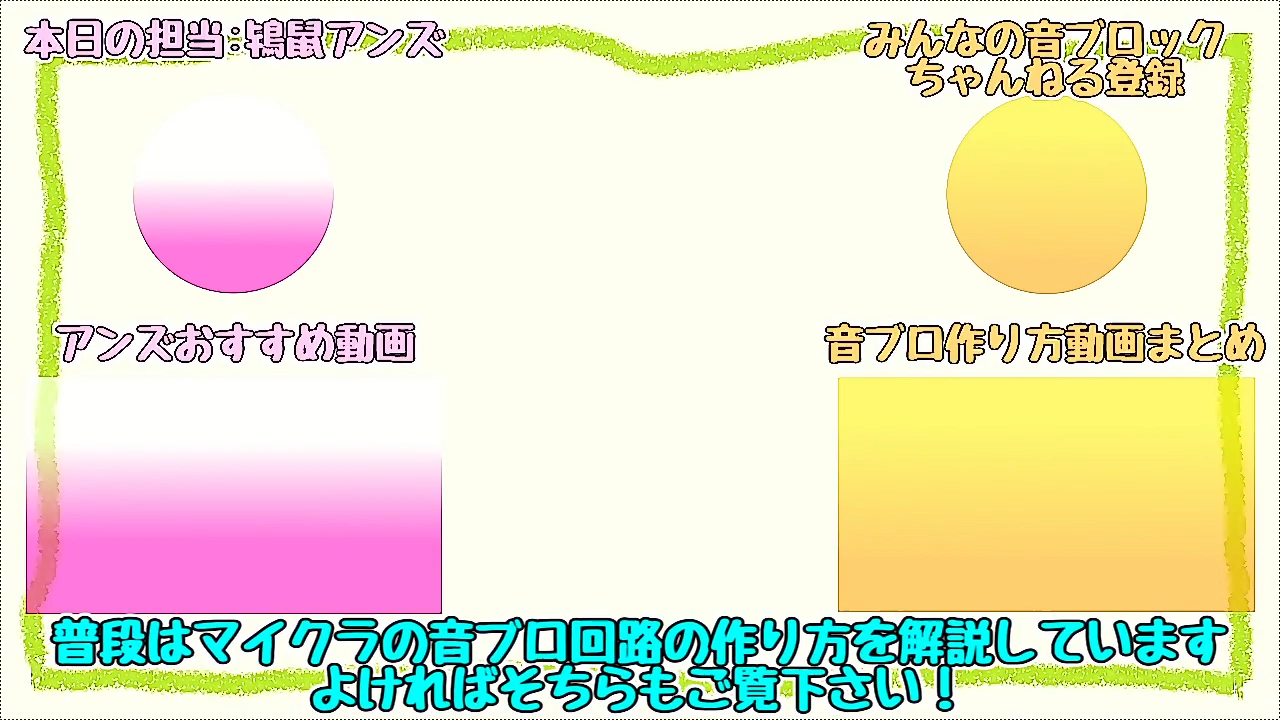 本日の担当:鴇鼠アンズ
みんなの音ブロック
ちゃんねる登録
アンズおすすめ動画
音ブロ作り方動画まとめ
普段はマイクラの音ブロ回路の作り方を解説しています
よければそちらもご覧下さい！